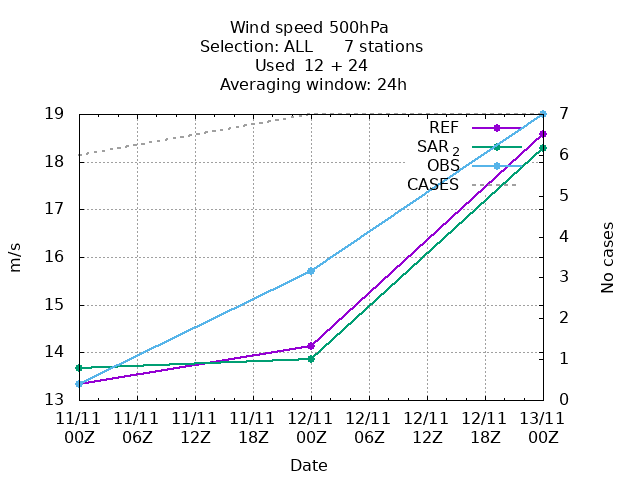 Wind speed 500hPa
Selection: ALL 7 stations
Used 12 + 24
Averaging window: 24h
19
18
17
16
15
14
13
m/s
7
6
5
4
3
2
1
0
No cases
REF
SAR 2
OBS
CASES
11/11 11/11 11/11 11/11 12/11 12/11 12/11 12/11 13/11
00Z 06Z 12Z 18Z 00Z 06Z 12Z 18Z 00Z
Date